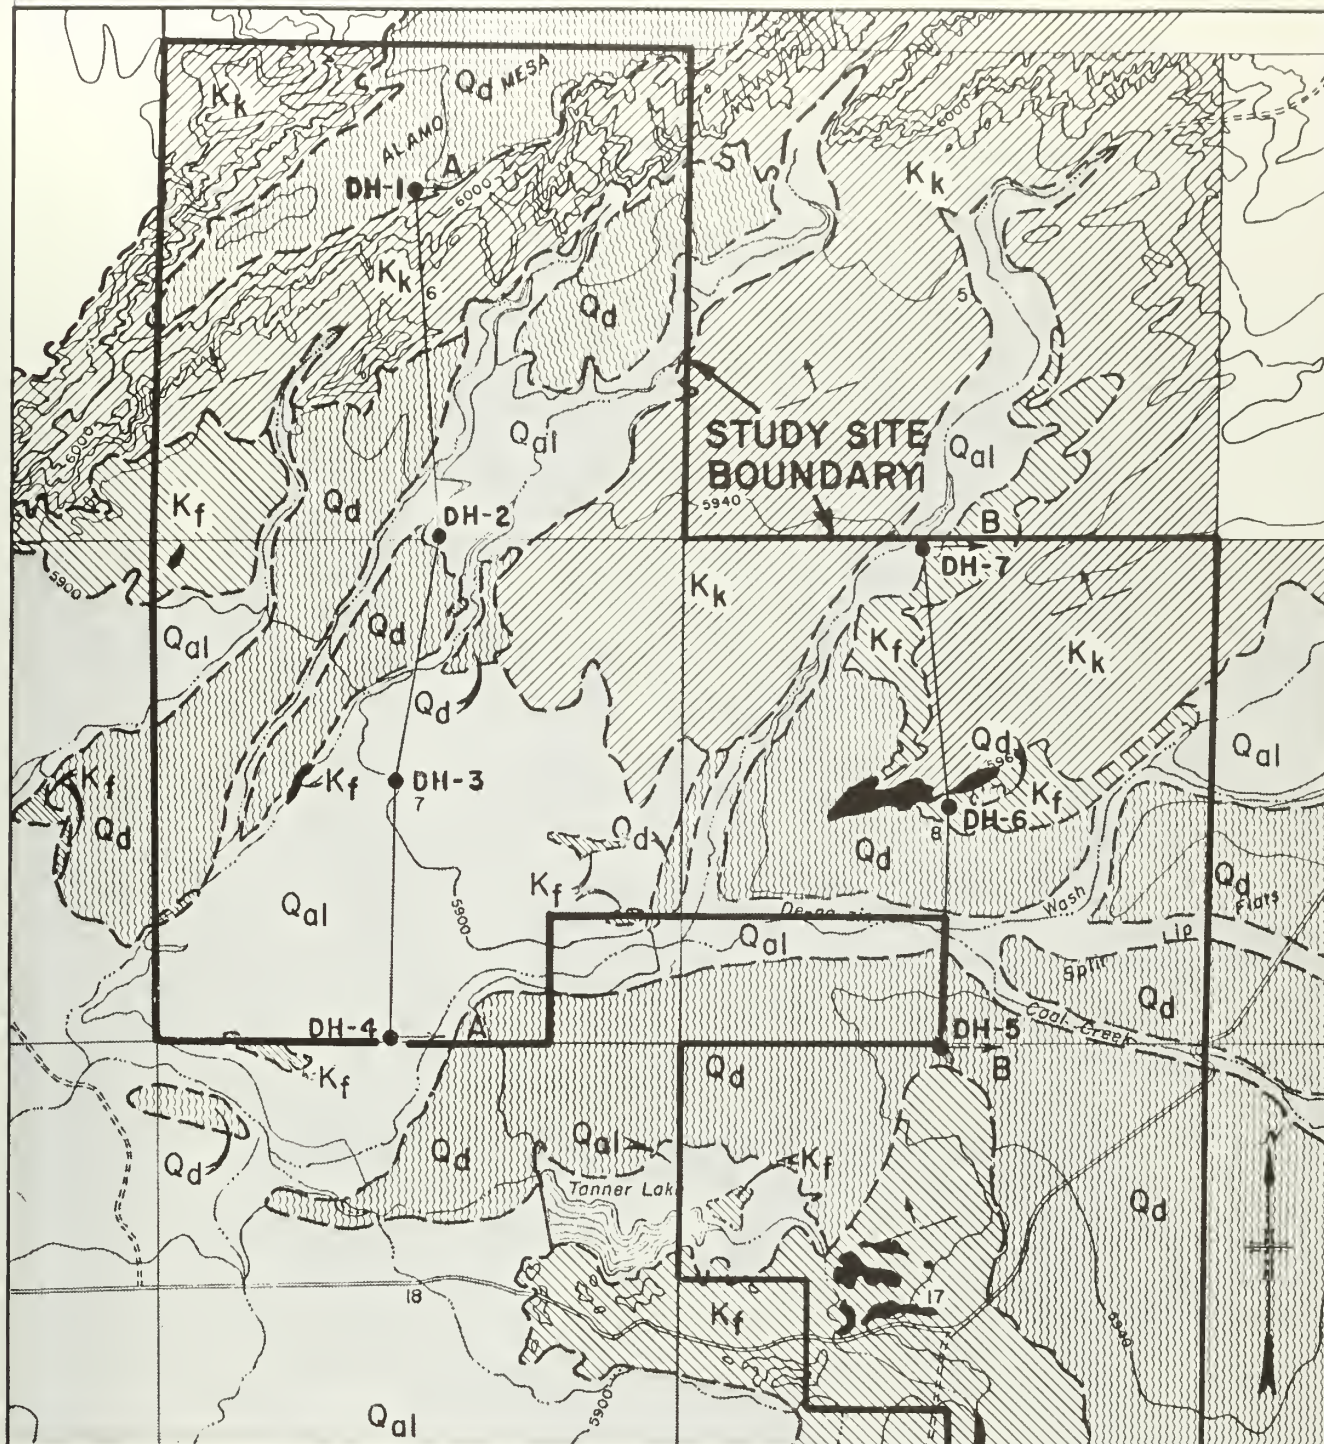 Kk
Qd MESA
ALAMO
A
DH-1
6000
6000
Kk
Kk
6
5
Qd
Qal
STUDY SITE
BOUNDARY
Qal
6000
Kf
Qd
DH-2
5940
B
DH-7
5900
Kk
Qal
Qd
Kf
Kk
Qd
Qd
Qal
Kf
Kf
DH-3
7
Kf
DH-6
8
Qd
Qd
Qd
Kf
Qd
Flats
Wash
Qal
5900
Qal
Lip
Split
Qd
DH-4
A
DH-5
Coal Creek
B
Kf
Qd
Qal
Qd
Qd
Kf
Tanner Lake
Qd
18
17
Kf
5940
5900
Qal